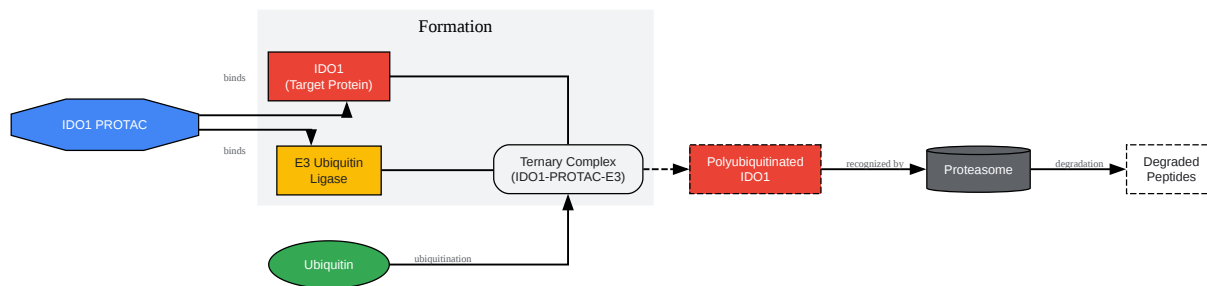 Formation
binds
IDO1
(Target Protein)
IDO1 PROTAC
binds
E3 Ubiquitin
Ligase
Ternary Complex
(IDO1-PROTAC-E3)
Polyubiquitinated
IDO1
recognized by
Proteasome
degradation
Degraded
Peptides
Ubiquitin
ubiquitination